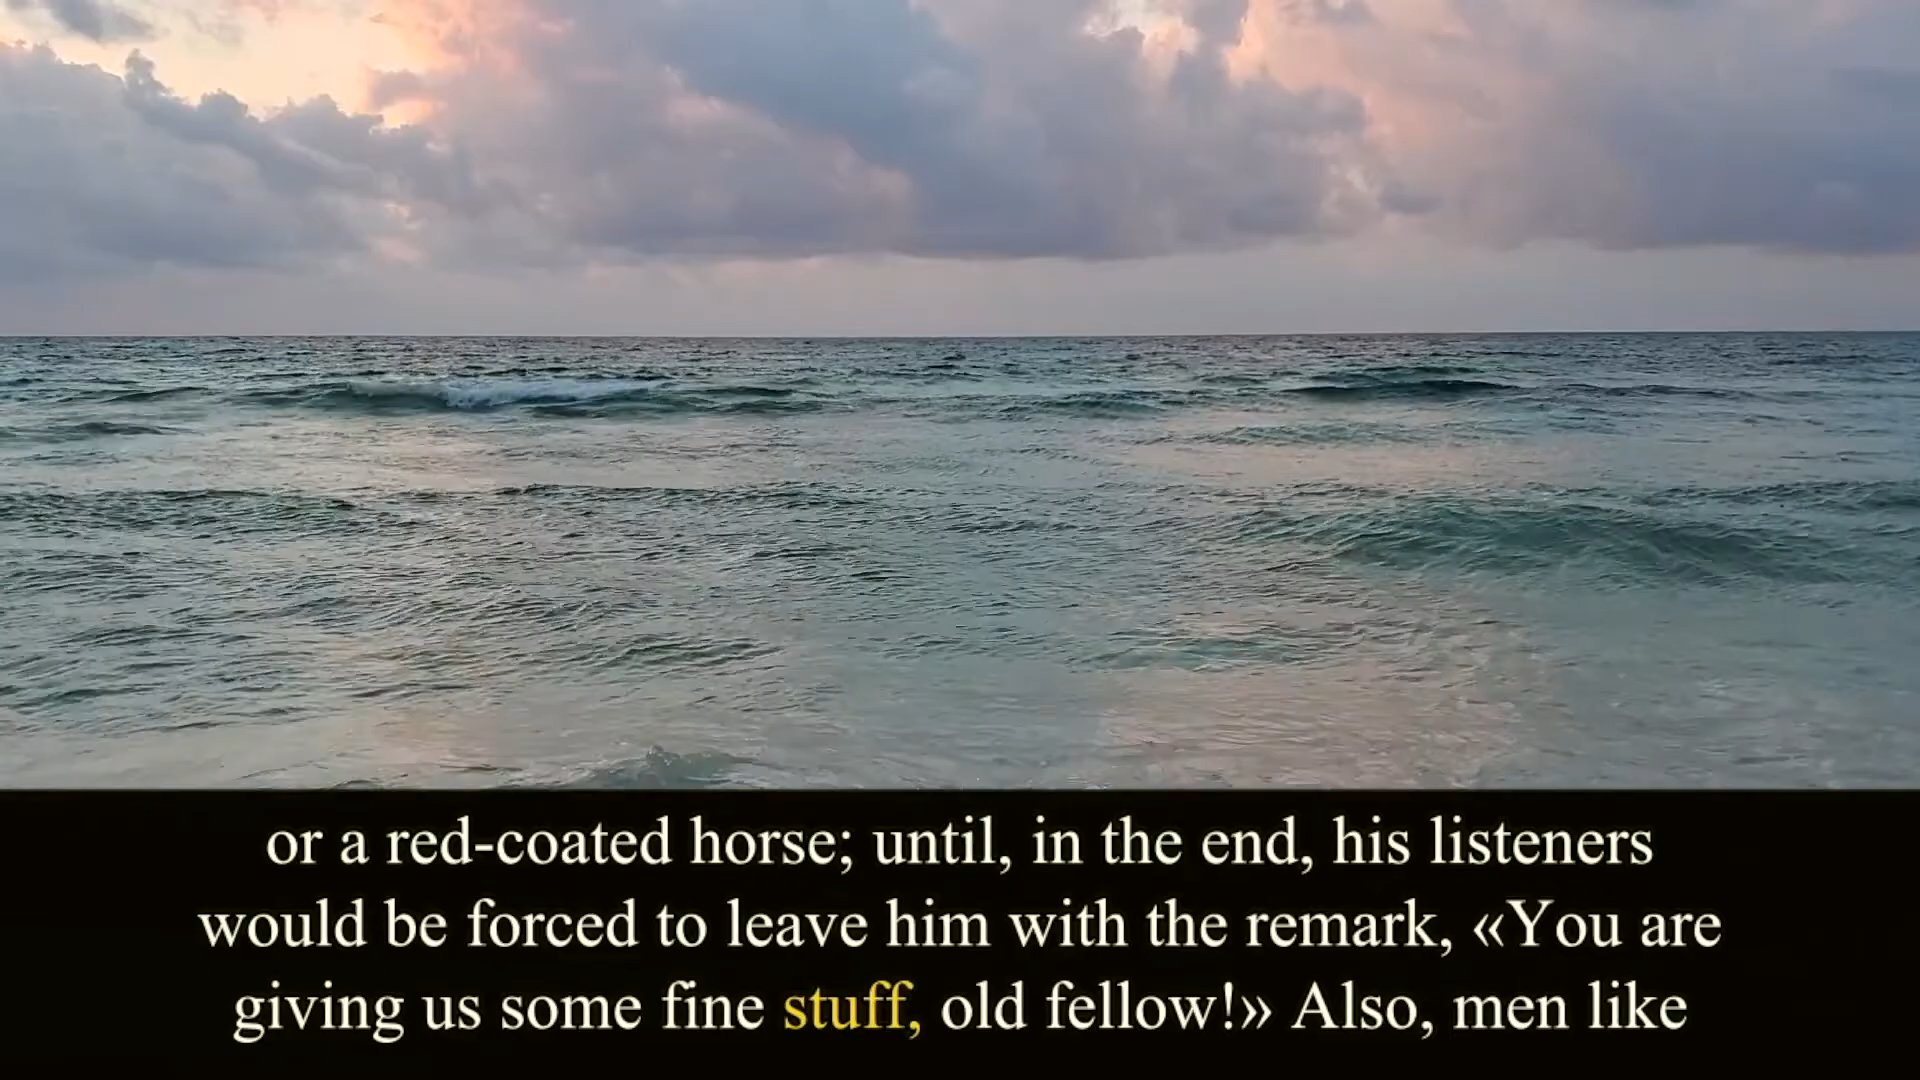 or a red-coated horse; until, in the end, his listeners
would be forced to leave him with the remark, «You are
giving us some fine stuff, old fellow!» Also, men like